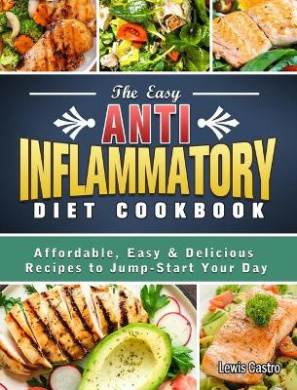 The Easy
ANTI
INFLAMMATORY
DIET COOKBOOK
Affordable, Easy & Delicious
Recipes to Jump-Start Your Day
Lewis Castro